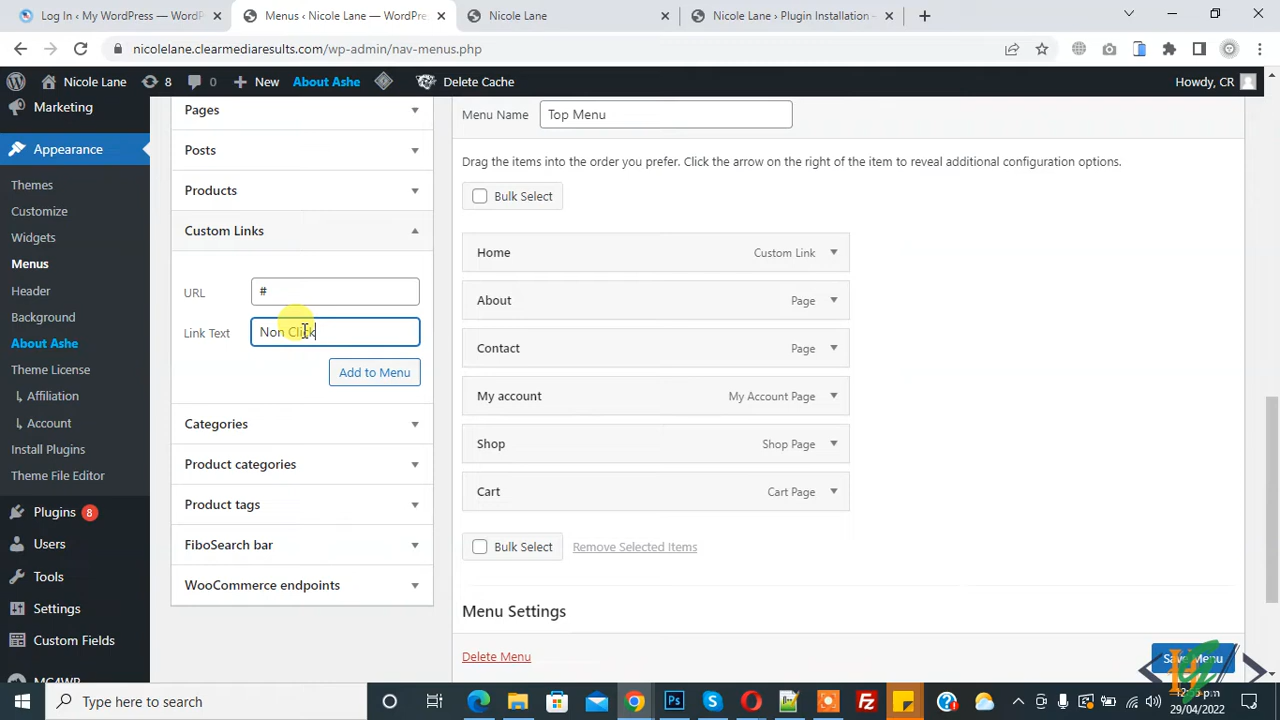 Log In ‹ My WordPress — WordP
Menus ‹ Nicole Lane — WordPres
Nicole Lane
Nicole Lane › Plugin Installation –
nicolelane.clearmediaresults.com/wp-admin/nav-menus.php
Nicole Lane
8
0
New
About Ashe
Delete Cache
Howdy, CR
Marketing
Appearance
Themes
Customize
Widgets
Menus
Header
Background
About Ashe
Theme License
Affiliation
Account
Install Plugins
Theme File Editor
Plugins 8
Users
Tools
Settings
Custom Fields
MC4WP
Pages
Posts
Products
Custom Links
URL #
Link Text Non Click
Add to Menu
Categories
Product categories
Product tags
FiboSearch bar
WooCommerce endpoints
Menu Name Top Menu
Drag the items into the order you prefer. Click the arrow on the right of the item to reveal additional configuration options.
Bulk Select
Home Custom Link
About Page
Contact Page
My account My Account Page
Shop Shop Page
Cart Cart Page
Bulk Select Remove Selected Items
Menu Settings
Delete Menu
Save Menu
Type here to search
29/04/2022